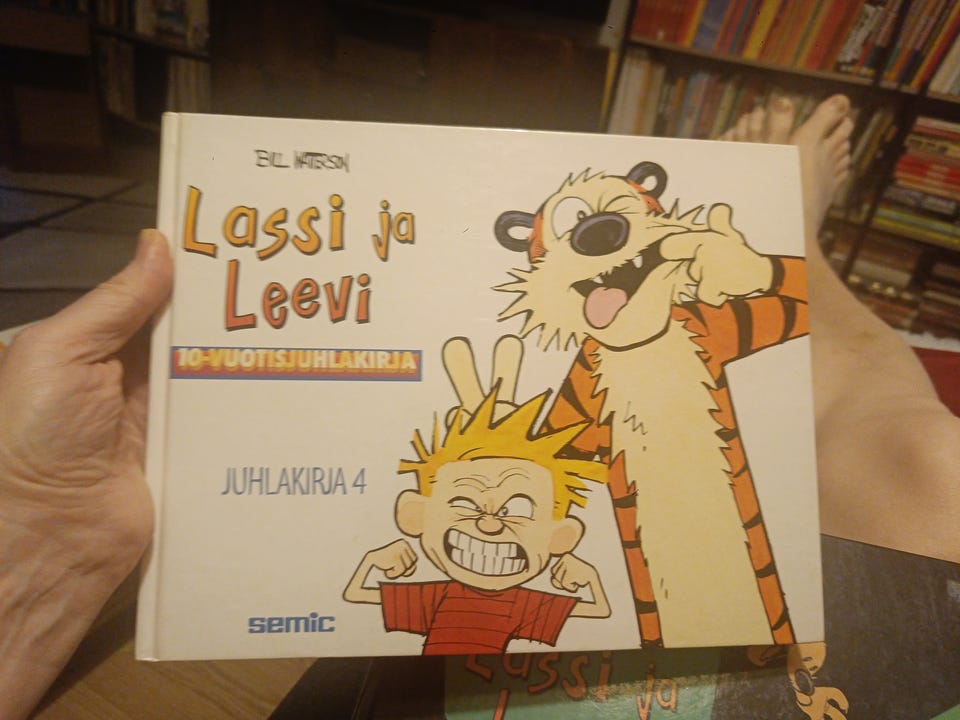 BILL WATTERSON
Lassi ja
Leevi
10-VUOTISJUHLAKIRJA
JUHLAKIRJA 4
semic
Lassi ja